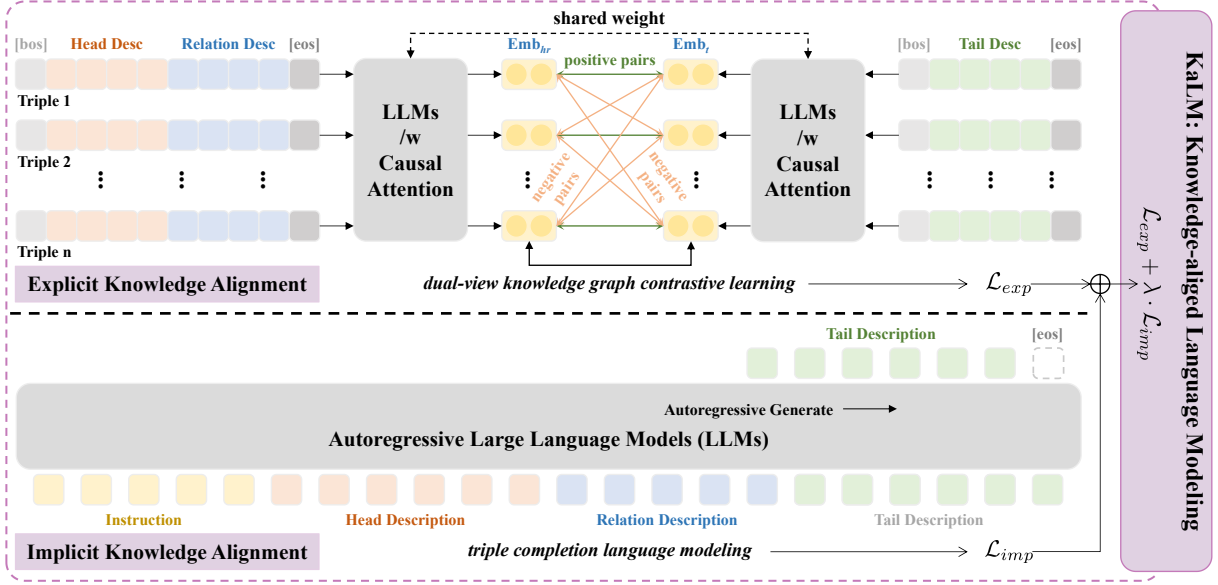 shared weight
[bos] Head Desc Relation Desc [eos]
Emb_hr
Emb_t
[bos] Tail Desc [eos]
positive pairs
Triple 1
Triple 2
Triple n
LLMs
/w
Causal
Attention
negative
pairs
negative
pairs
LLMs
/w
Causal
Attention
Explicit Knowledge Alignment
dual-view knowledge graph contrastive learning
ℒ_exp
Tail Description [eos]
Autoregressive Generate
Autoregressive Large Language Models (LLMs)
Instruction Head Description Relation Description Tail Description
Implicit Knowledge Alignment
triple completion language modeling
ℒ_imp
ℒ_exp + λ · ℒ_imp
KaLM: Knowledge-aliged Language Modeling